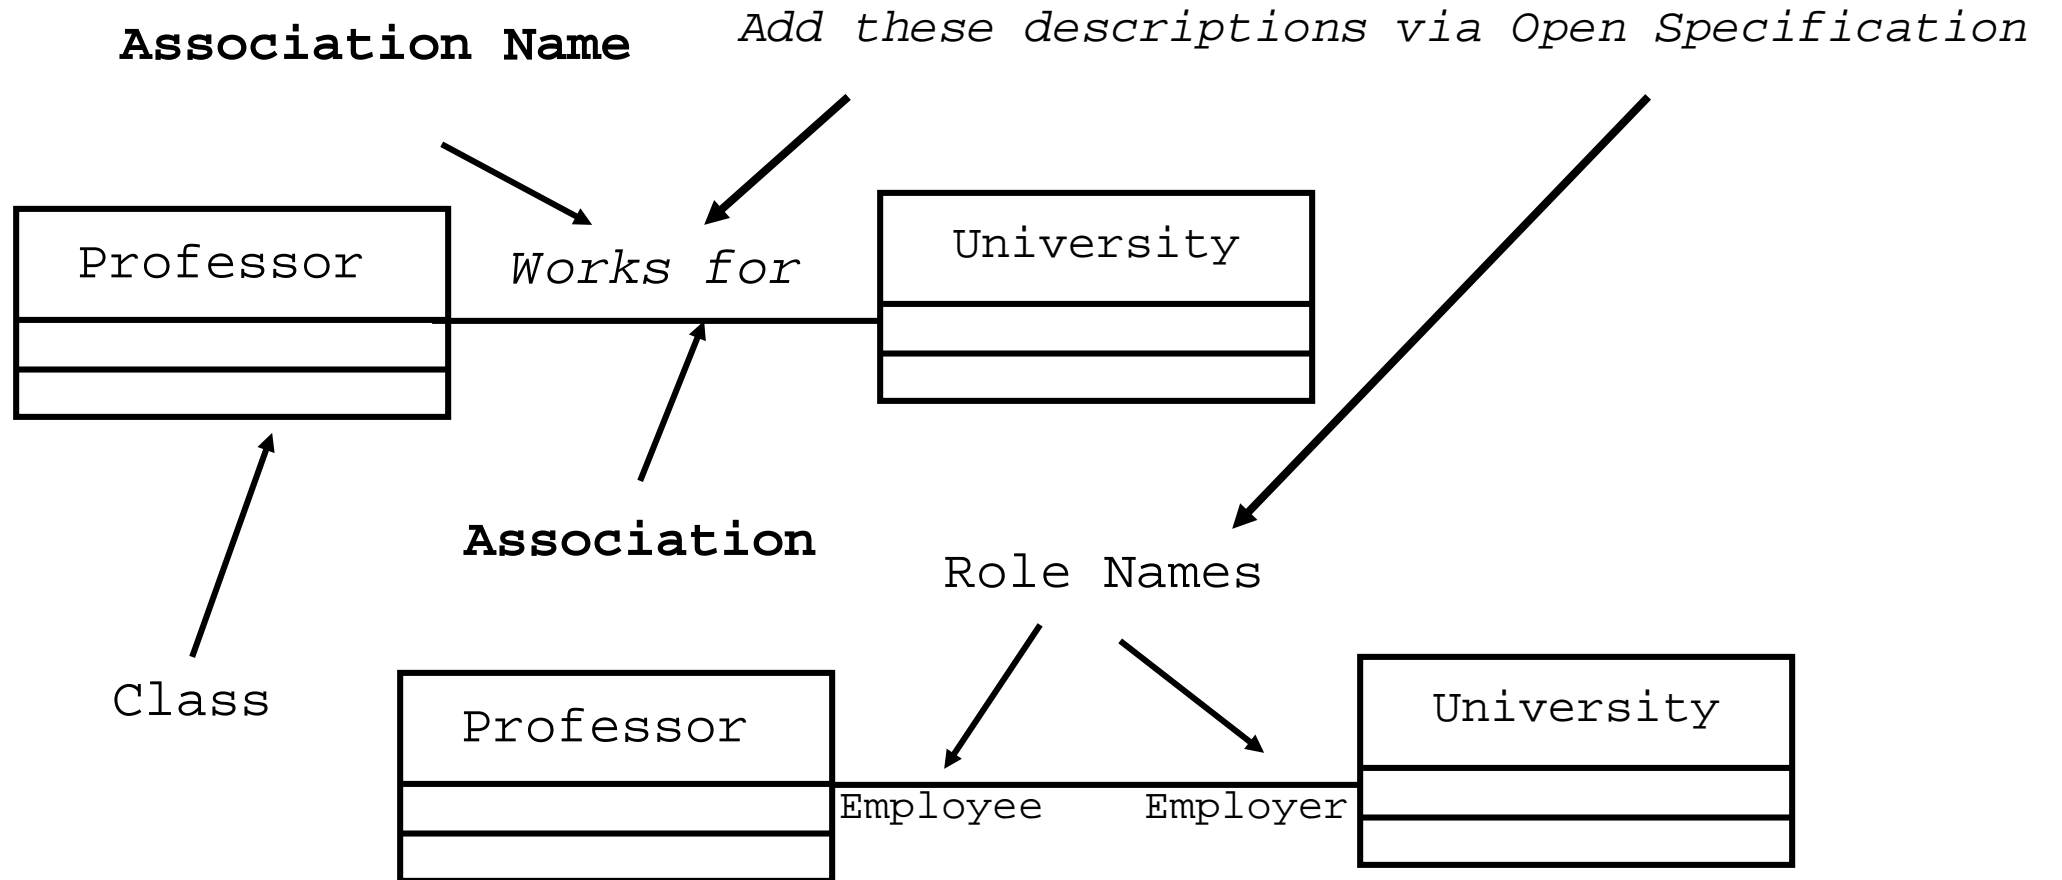 Add these descriptions via Open Specification
Association Name
Professor
Works for
University
Association
Role Names
Class
Professor
University
Employee
Employer